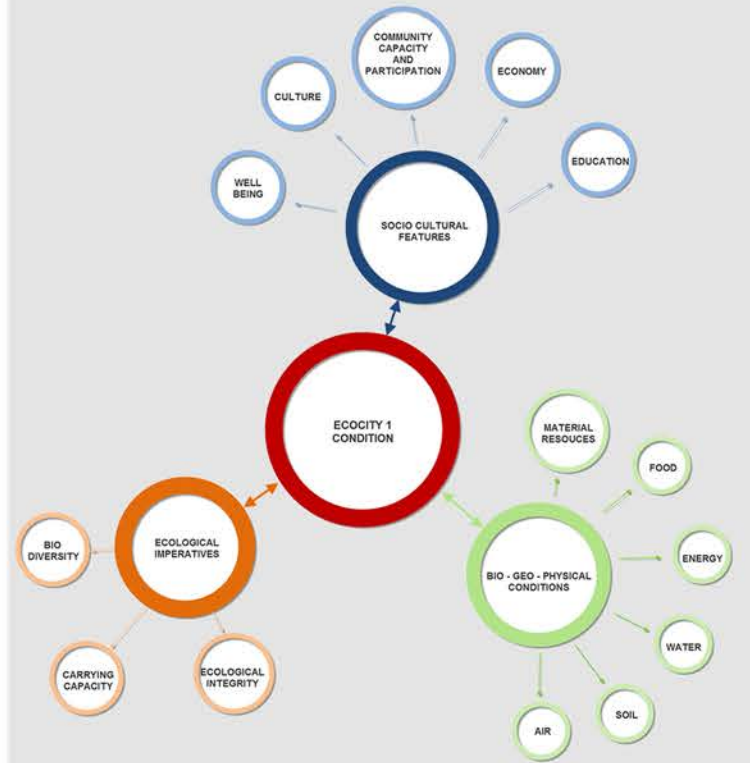 COMMUNITY
CAPACITY
AND
PARTICIPATION
ECONOMY
CULTURE
EDUCATION
WELL
BEING
SOCIO CULTURAL
FEATURES
ECOCITY 1
CONDITION
MATERIAL
RESOUCES
FOOD
ENERGY
BIO - GEO - PHYSICAL
CONDITIONS
WATER
SOIL
AIR
ECOLOGICAL
IMPERATIVES
BIO
DIVERSITY
CARRYING
CAPACITY
ECOLOGICAL
INTEGRITY